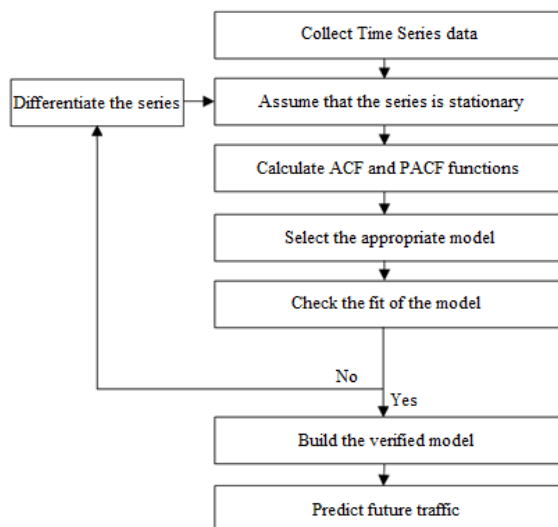 Collect Time Series data
Differentiate the series
Assume that the series is stationary
Calculate ACF and PACF functions
Select the appropriate model
Check the fit of the model
No
Yes
Build the verified model
Predict future traffic